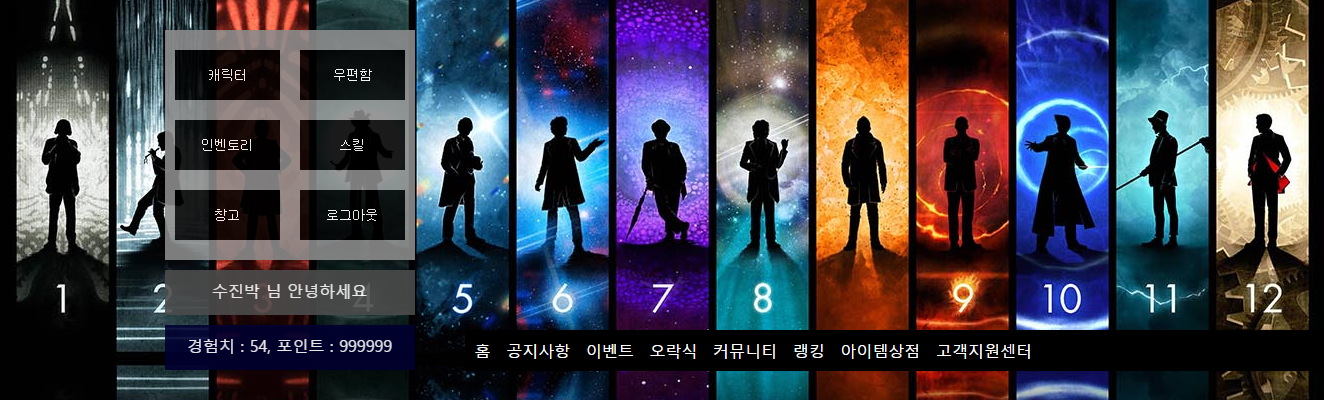 캐릭터 우편함
인벤토리 스킬
창고 로그아웃
1 2 3 4 5 6 7 8 9 10 11 12
수진박 님 안녕하세요
경험치 : 54, 포인트 : 999999
홈 공지사항 이벤트 오락식 커뮤니티 랭킹 아이템상점 고객지원센터